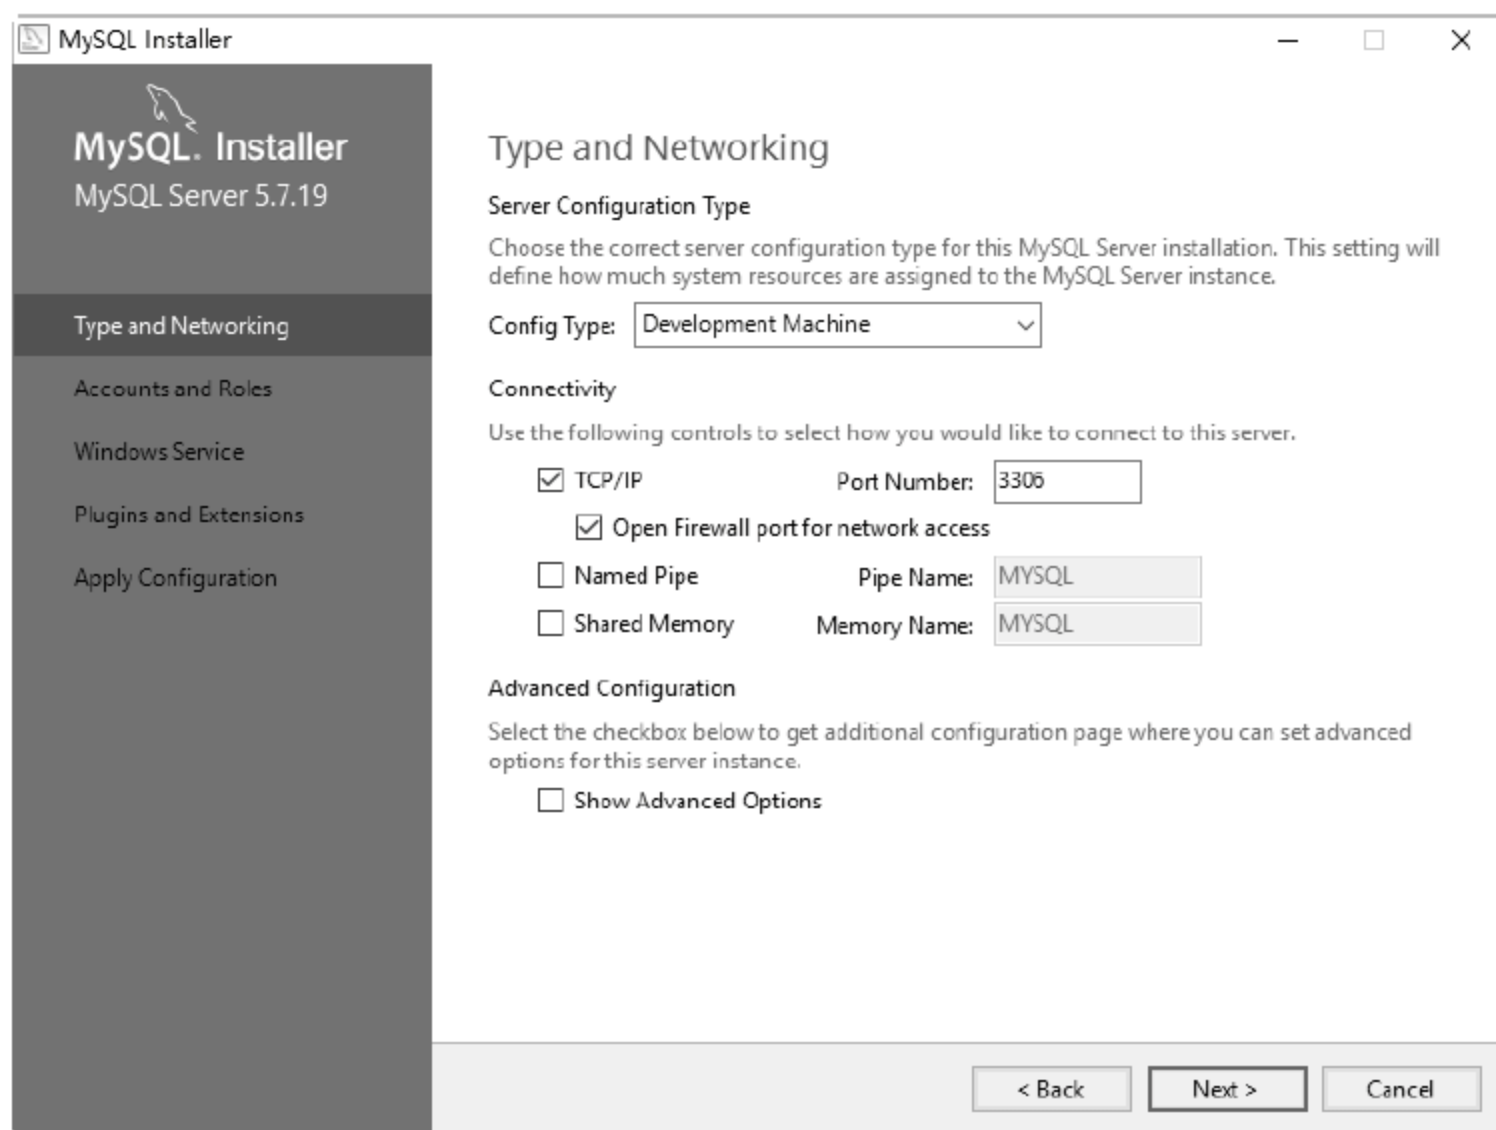 MySQL Installer
MySQL. Installer
MySQL Server 5.7.19
Type and Networking
Accounts and Roles
Windows Service
Plugins and Extensions
Apply Configuration
Type and Networking
Server Configuration Type
Choose the correct server configuration type for this MySQL Server installation. This setting will
define how much system resources are assigned to the MySQL Server instance.
Config Type: Development Machine
Connectivity
Use the following controls to select how you would like to connect to this server.
TCP/IP Port Number: 3306
Open Firewall port for network access
Named Pipe Pipe Name: MYSQL
Shared Memory Memory Name: MYSQL
Advanced Configuration
Select the checkbox below to get additional configuration page where you can set advanced
options for this server instance.
Show Advanced Options
< Back Next > Cancel